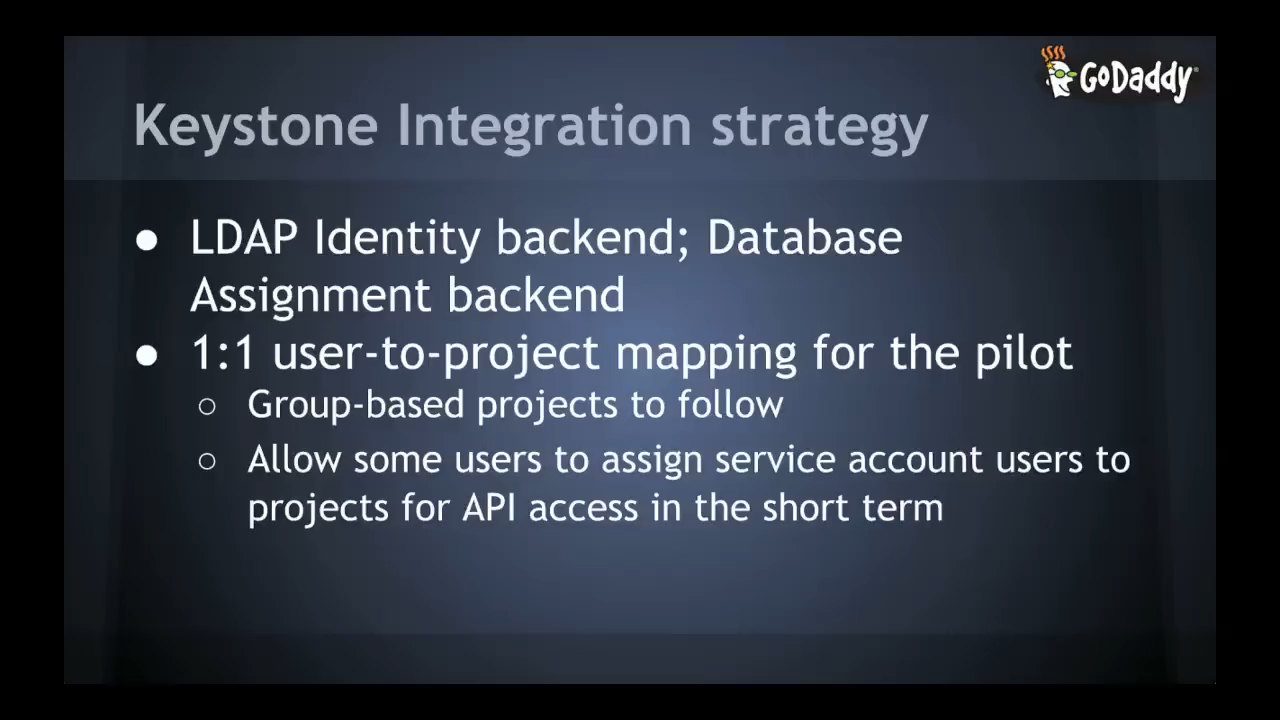 GoDaddy
Keystone Integration strategy
● LDAP Identity backend; Database
Assignment backend
● 1:1 user-to-project mapping for the pilot
○ Group-based projects to follow
○ Allow some users to assign service account users to
projects for API access in the short term